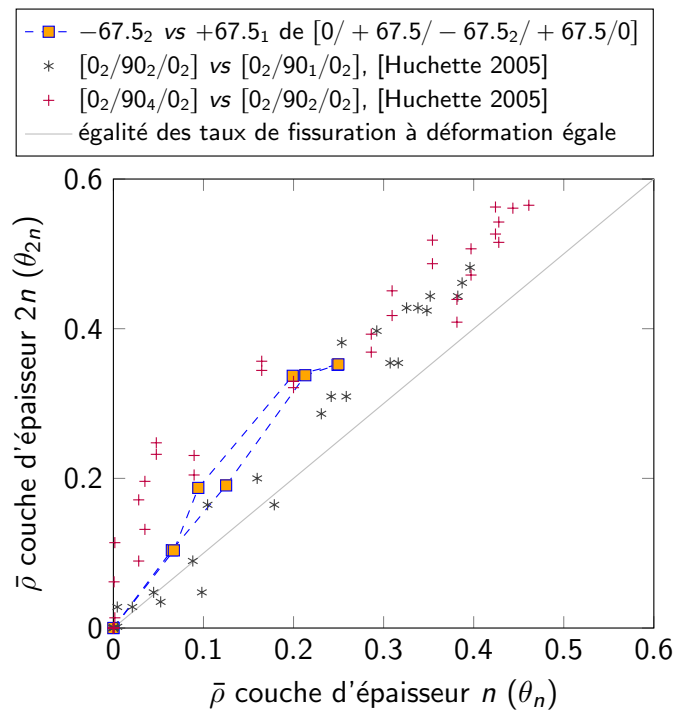 −67.5₂ vs +67.5₁ de [0/ + 67.5/ − 67.5₂/ + 67.5/0]
[0₂/90₂/0₂] vs [0₂/90₁/0₂], [Huchette 2005]
[0₂/90₄/0₂] vs [0₂/90₂/0₂], [Huchette 2005]
égalité des taux de fissuration à déformation égale
0.6
0.4
0.2
0
ρ̄ couche d'épaisseur 2n (θ₂ₙ)
0 0.1 0.2 0.3 0.4 0.5 0.6
ρ̄ couche d'épaisseur n (θₙ)